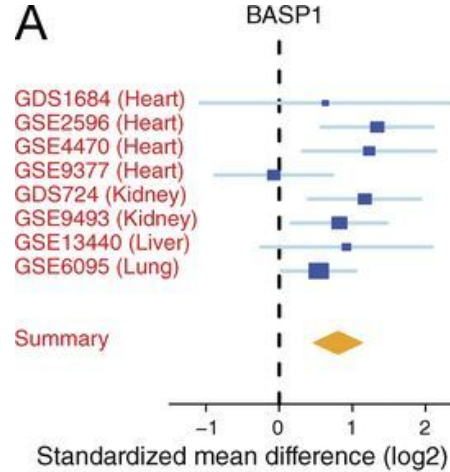 A
BASP1
GDS1684 (Heart)
GSE2596 (Heart)
GSE4470 (Heart)
GSE9377 (Heart)
GDS724 (Kidney)
GSE9493 (Kidney)
GSE13440 (Liver)
GSE6095 (Lung)
Summary
−1 0 1 2
Standardized mean difference (log2)